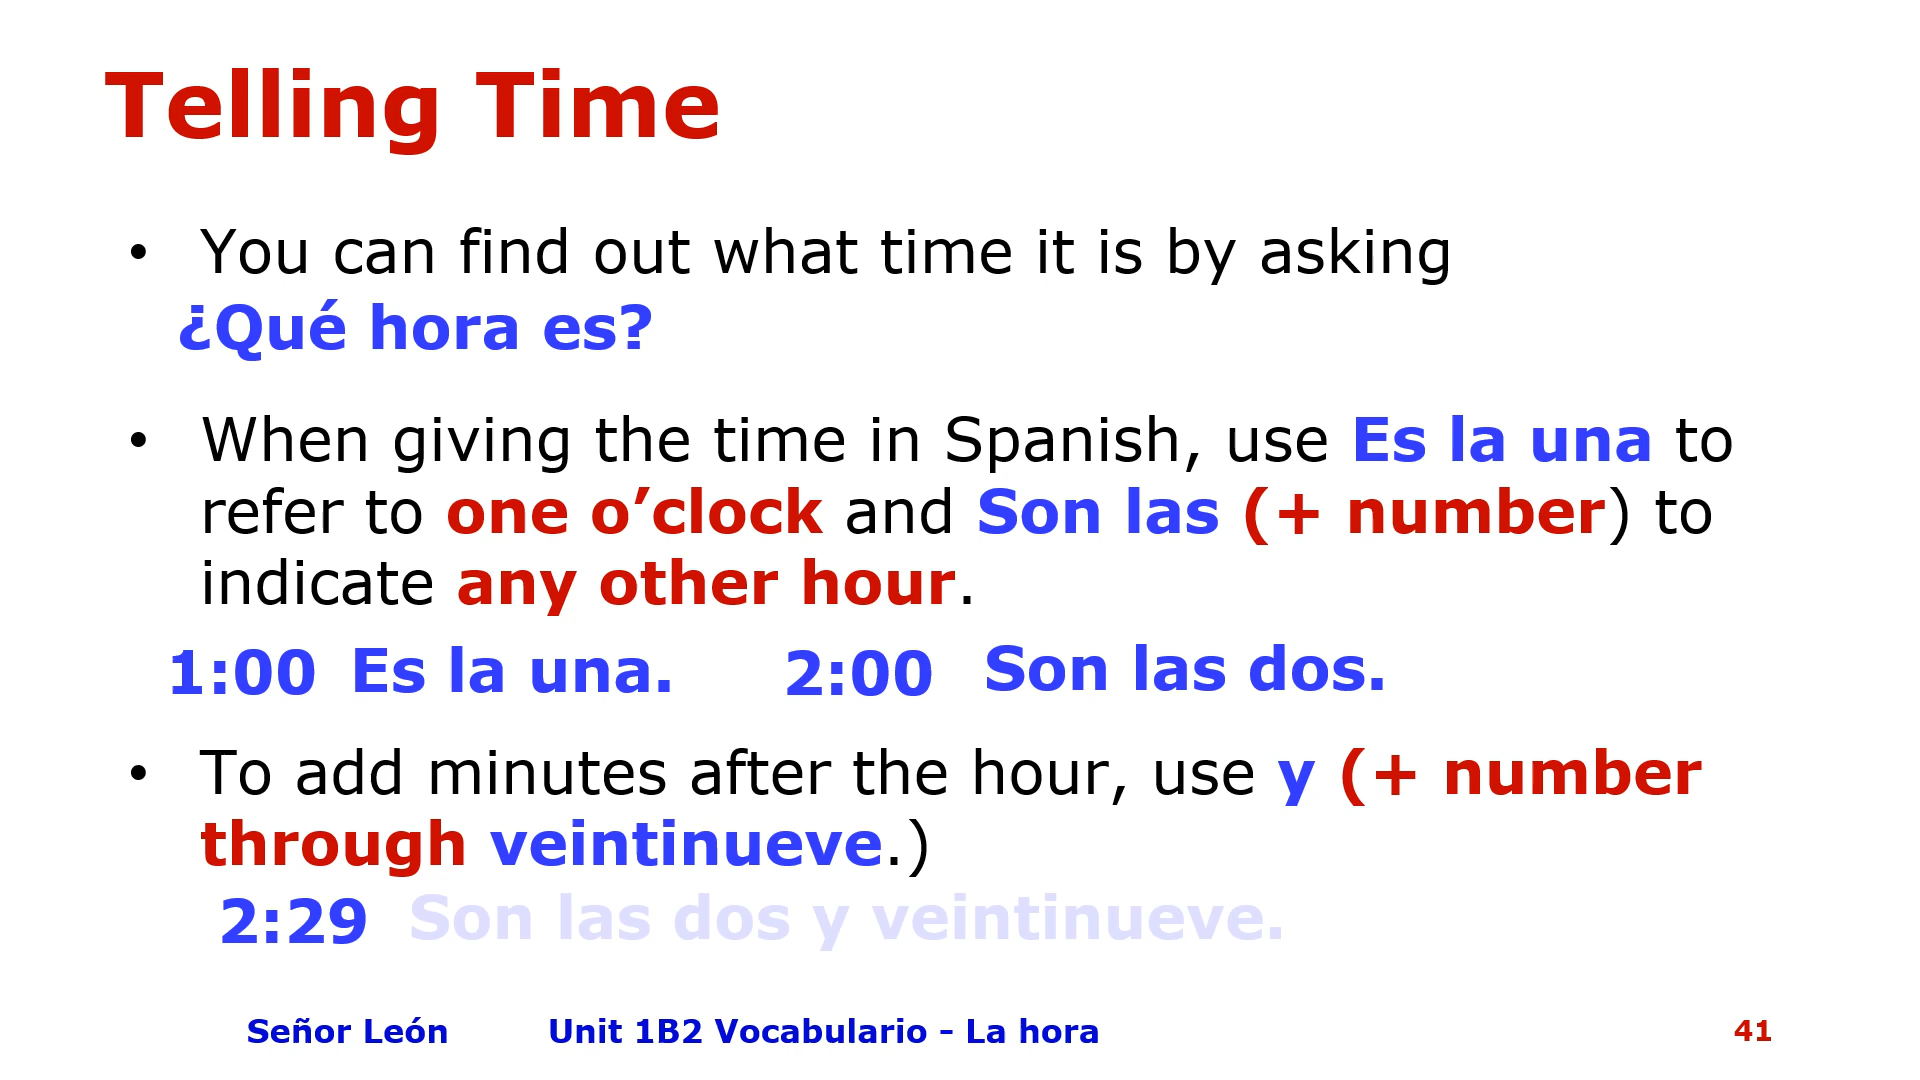 Telling Time
• You can find out what time it is by asking
¿Qué hora es?
• When giving the time in Spanish, use Es la una to
refer to one o’clock and Son las (+ number) to
indicate any other hour.
1:00 Es la una. 2:00 Son las dos.
• To add minutes after the hour, use y (+ number
through veintinueve.)
2:29 Son las dos y veintinueve.
Señor León Unit 1B2 Vocabulario – La hora 41